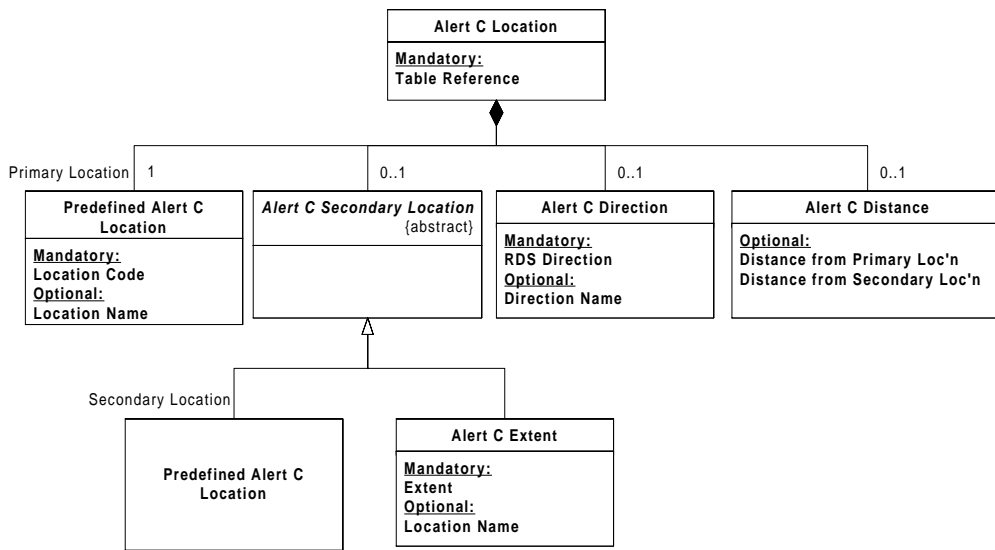 Alert C Location
Mandatory:
Table Reference
Primary Location
1
0..1
0..1
0..1
Predefined Alert C
Location
Mandatory:
Location Code
Optional:
Location Name
Alert C Secondary Location
{abstract}
Alert C Direction
Mandatory:
RDS Direction
Optional:
Direction Name
Alert C Distance
Optional:
Distance from Primary Loc'n
Distance from Secondary Loc'n
Secondary Location
Predefined Alert C
Location
Alert C Extent
Mandatory:
Extent
Optional:
Location Name